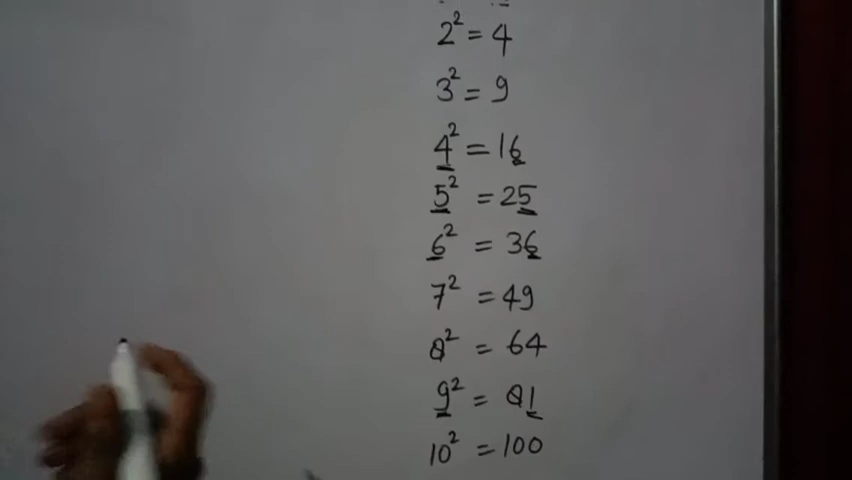 2² = 4
3² = 9
4² = 16
5² = 25
6² = 36
7² = 49
8² = 64
9² = 81
10² = 100